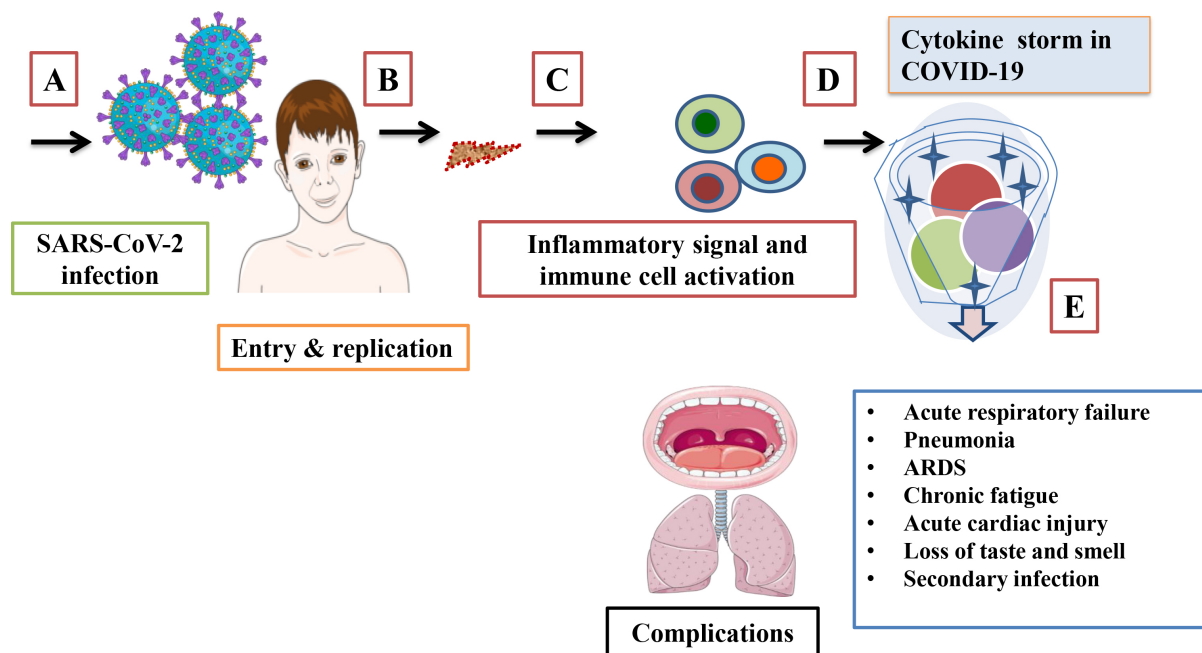 A
B
C
D
Cytokine storm in
COVID-19
SARS-CoV-2
infection
Inflammatory signal and
immune cell activation
E
Entry & replication
• Acute respiratory failure
• Pneumonia
• ARDS
• Chronic fatigue
• Acute cardiac injury
• Loss of taste and smell
• Secondary infection
Complications